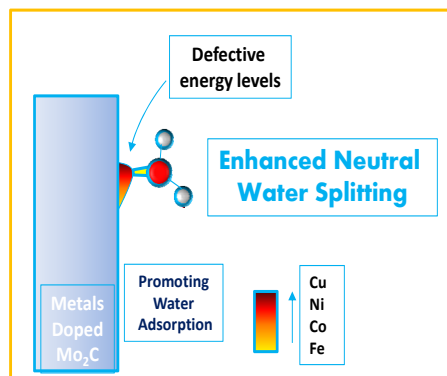 Defective
energy levels
Enhanced Neutral
Water Splitting
Promoting
Water
Adsorption
Metals
Doped
Mo₂C
Cu
Ni
Co
Fe